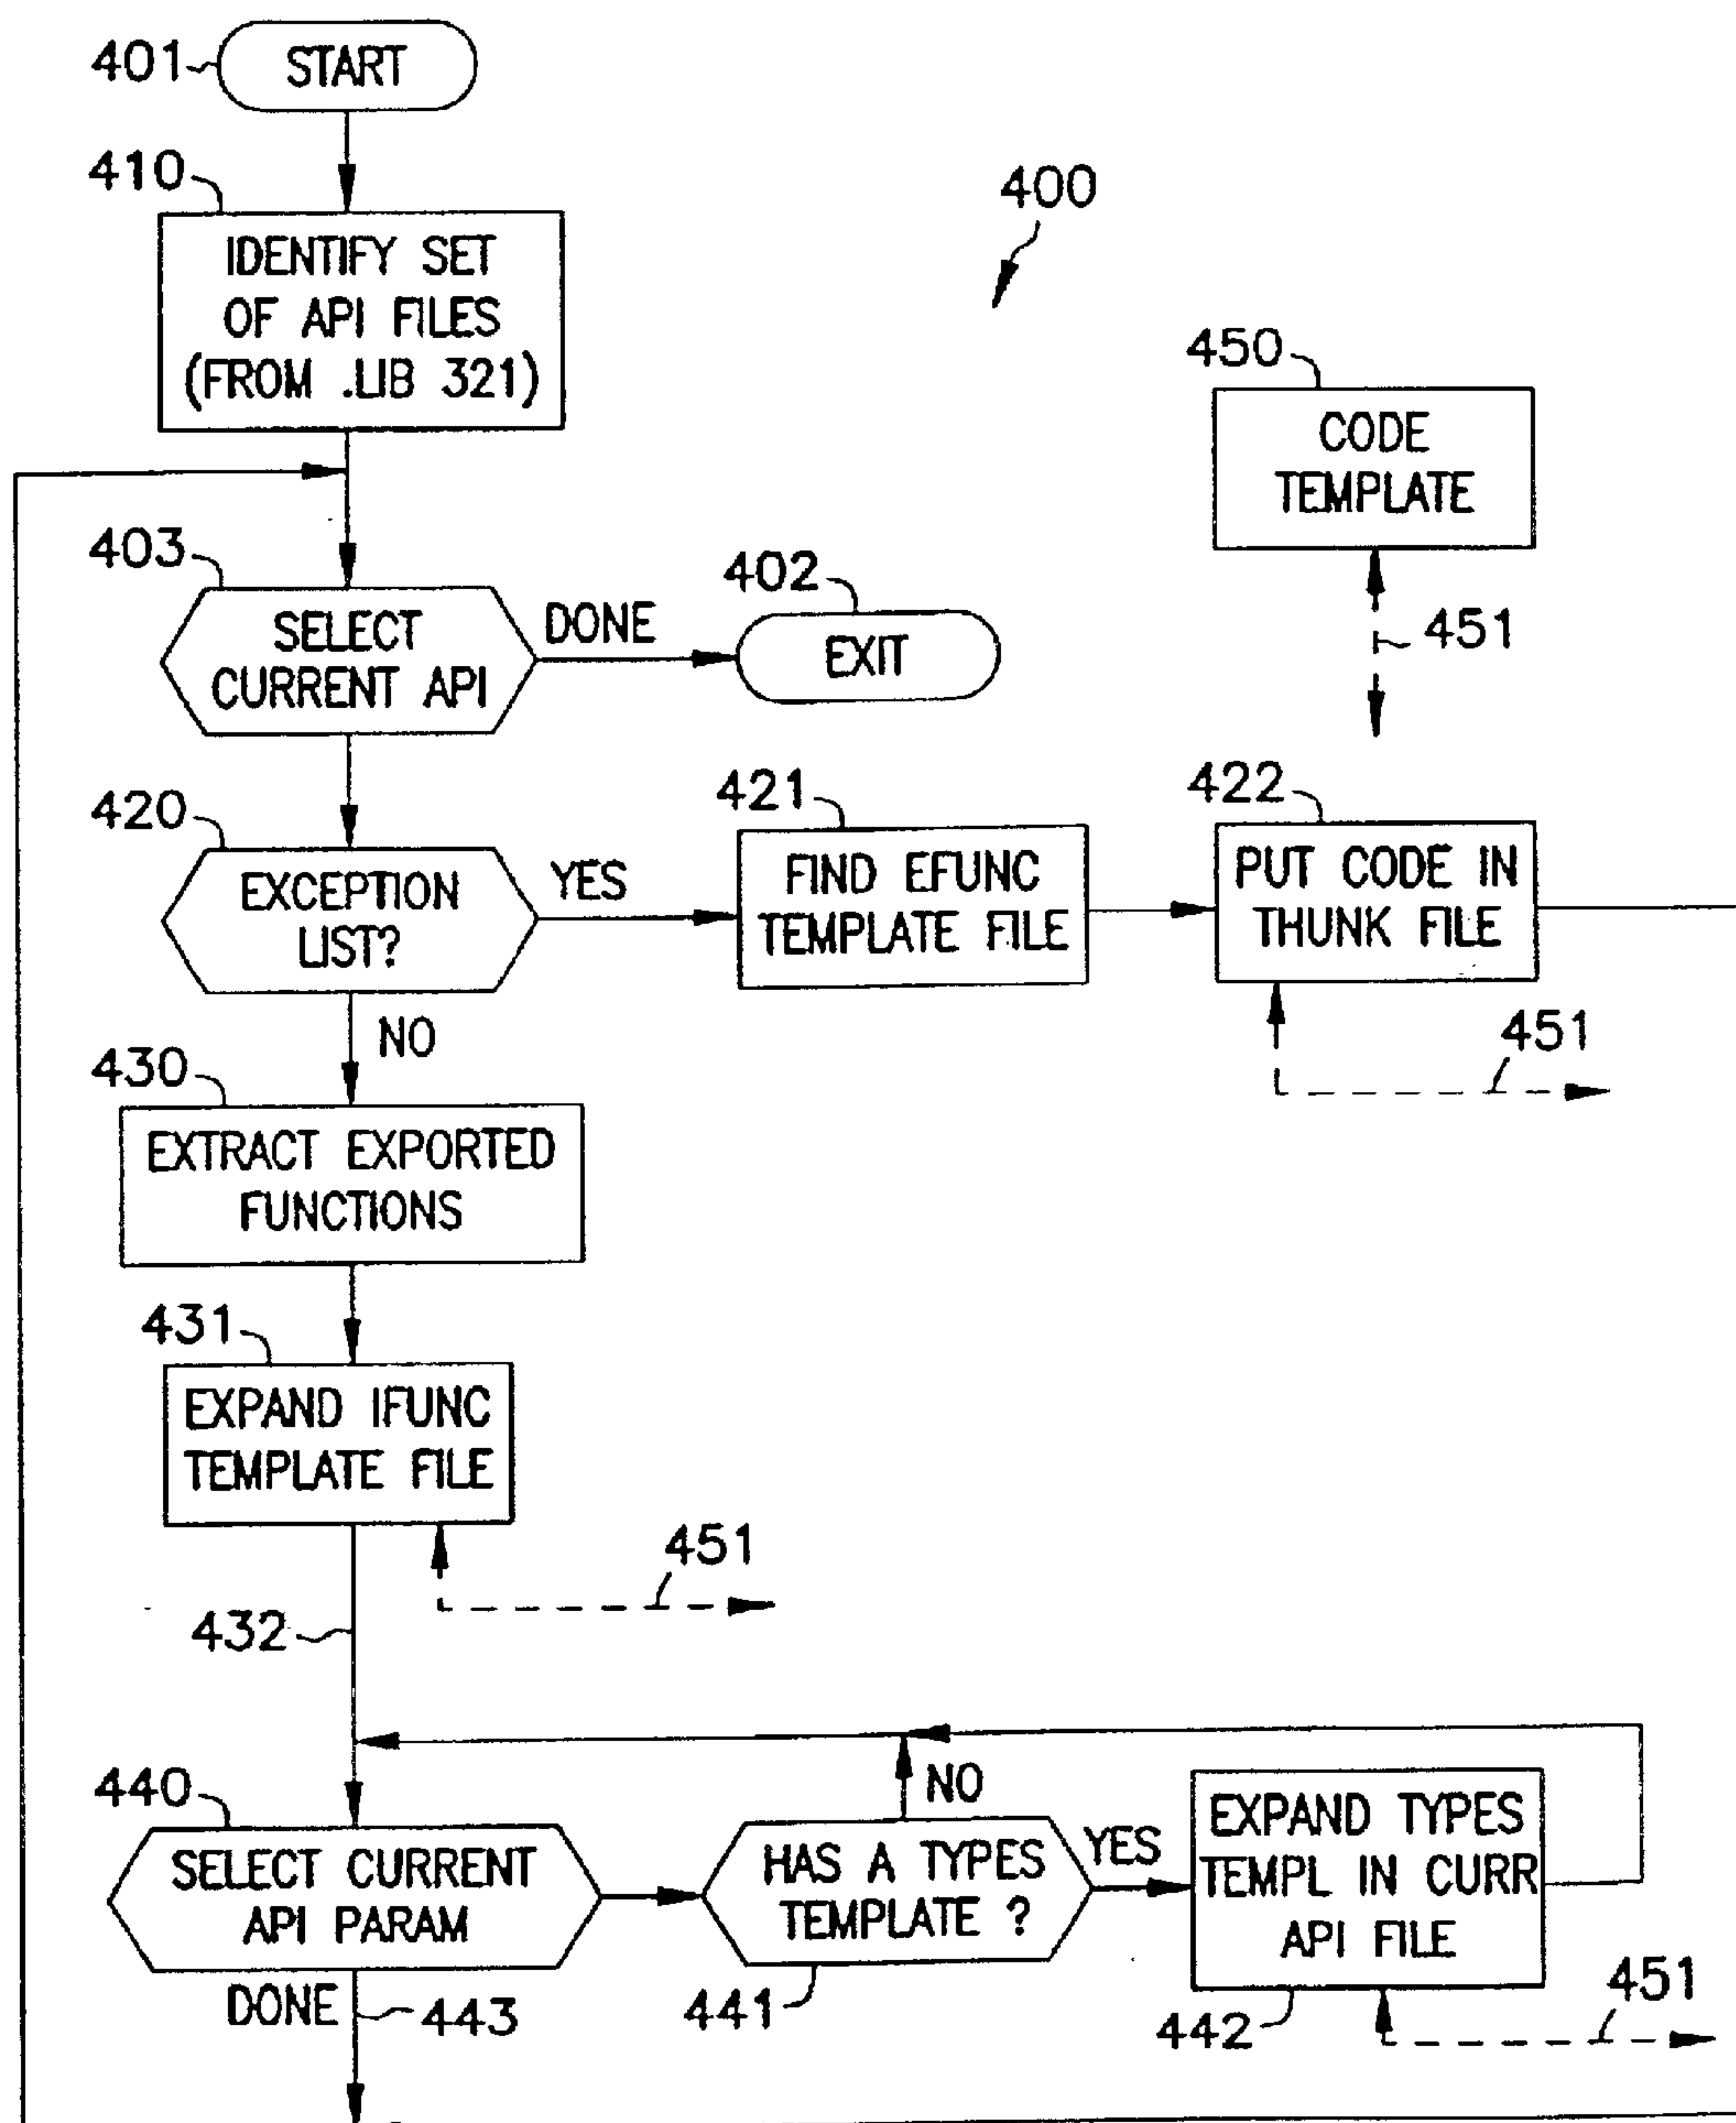 401
START
410
IDENTIFY SET
OF API FILES
(FROM .LIB 321)
400
450
CODE
TEMPLATE
451
403
SELECT
CURRENT API
DONE
402
EXIT
420
EXCEPTION
LIST?
YES
421
FIND EFUNC
TEMPLATE FILE
422
PUT CODE IN
THUNK FILE
451
NO
430
EXTRACT EXPORTED
FUNCTIONS
431
EXPAND IFUNC
TEMPLATE FILE
451
432
440
SELECT CURRENT
API PARAM
NO
HAS A TYPES
TEMPLATE ?
441
YES
EXPAND TYPES
TEMPL IN CURR
API FILE
442
451
DONE
443